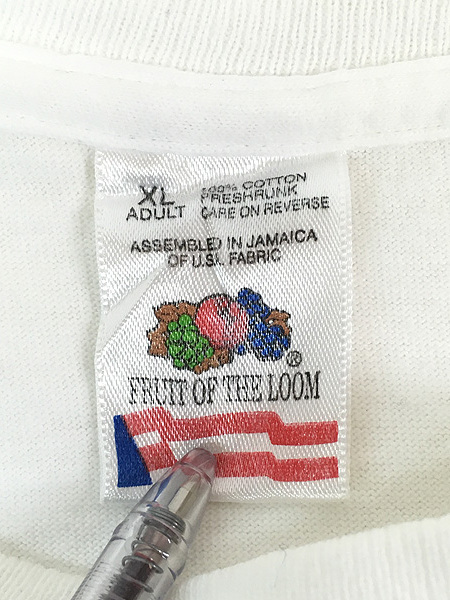 XL
ADULT
100% COTTON
PRESHRUNK
CARE ON REVERSE
ASSEMBLED IN JAMAICA
OF U.S. FABRIC
®
FRUIT OF THE LOOM